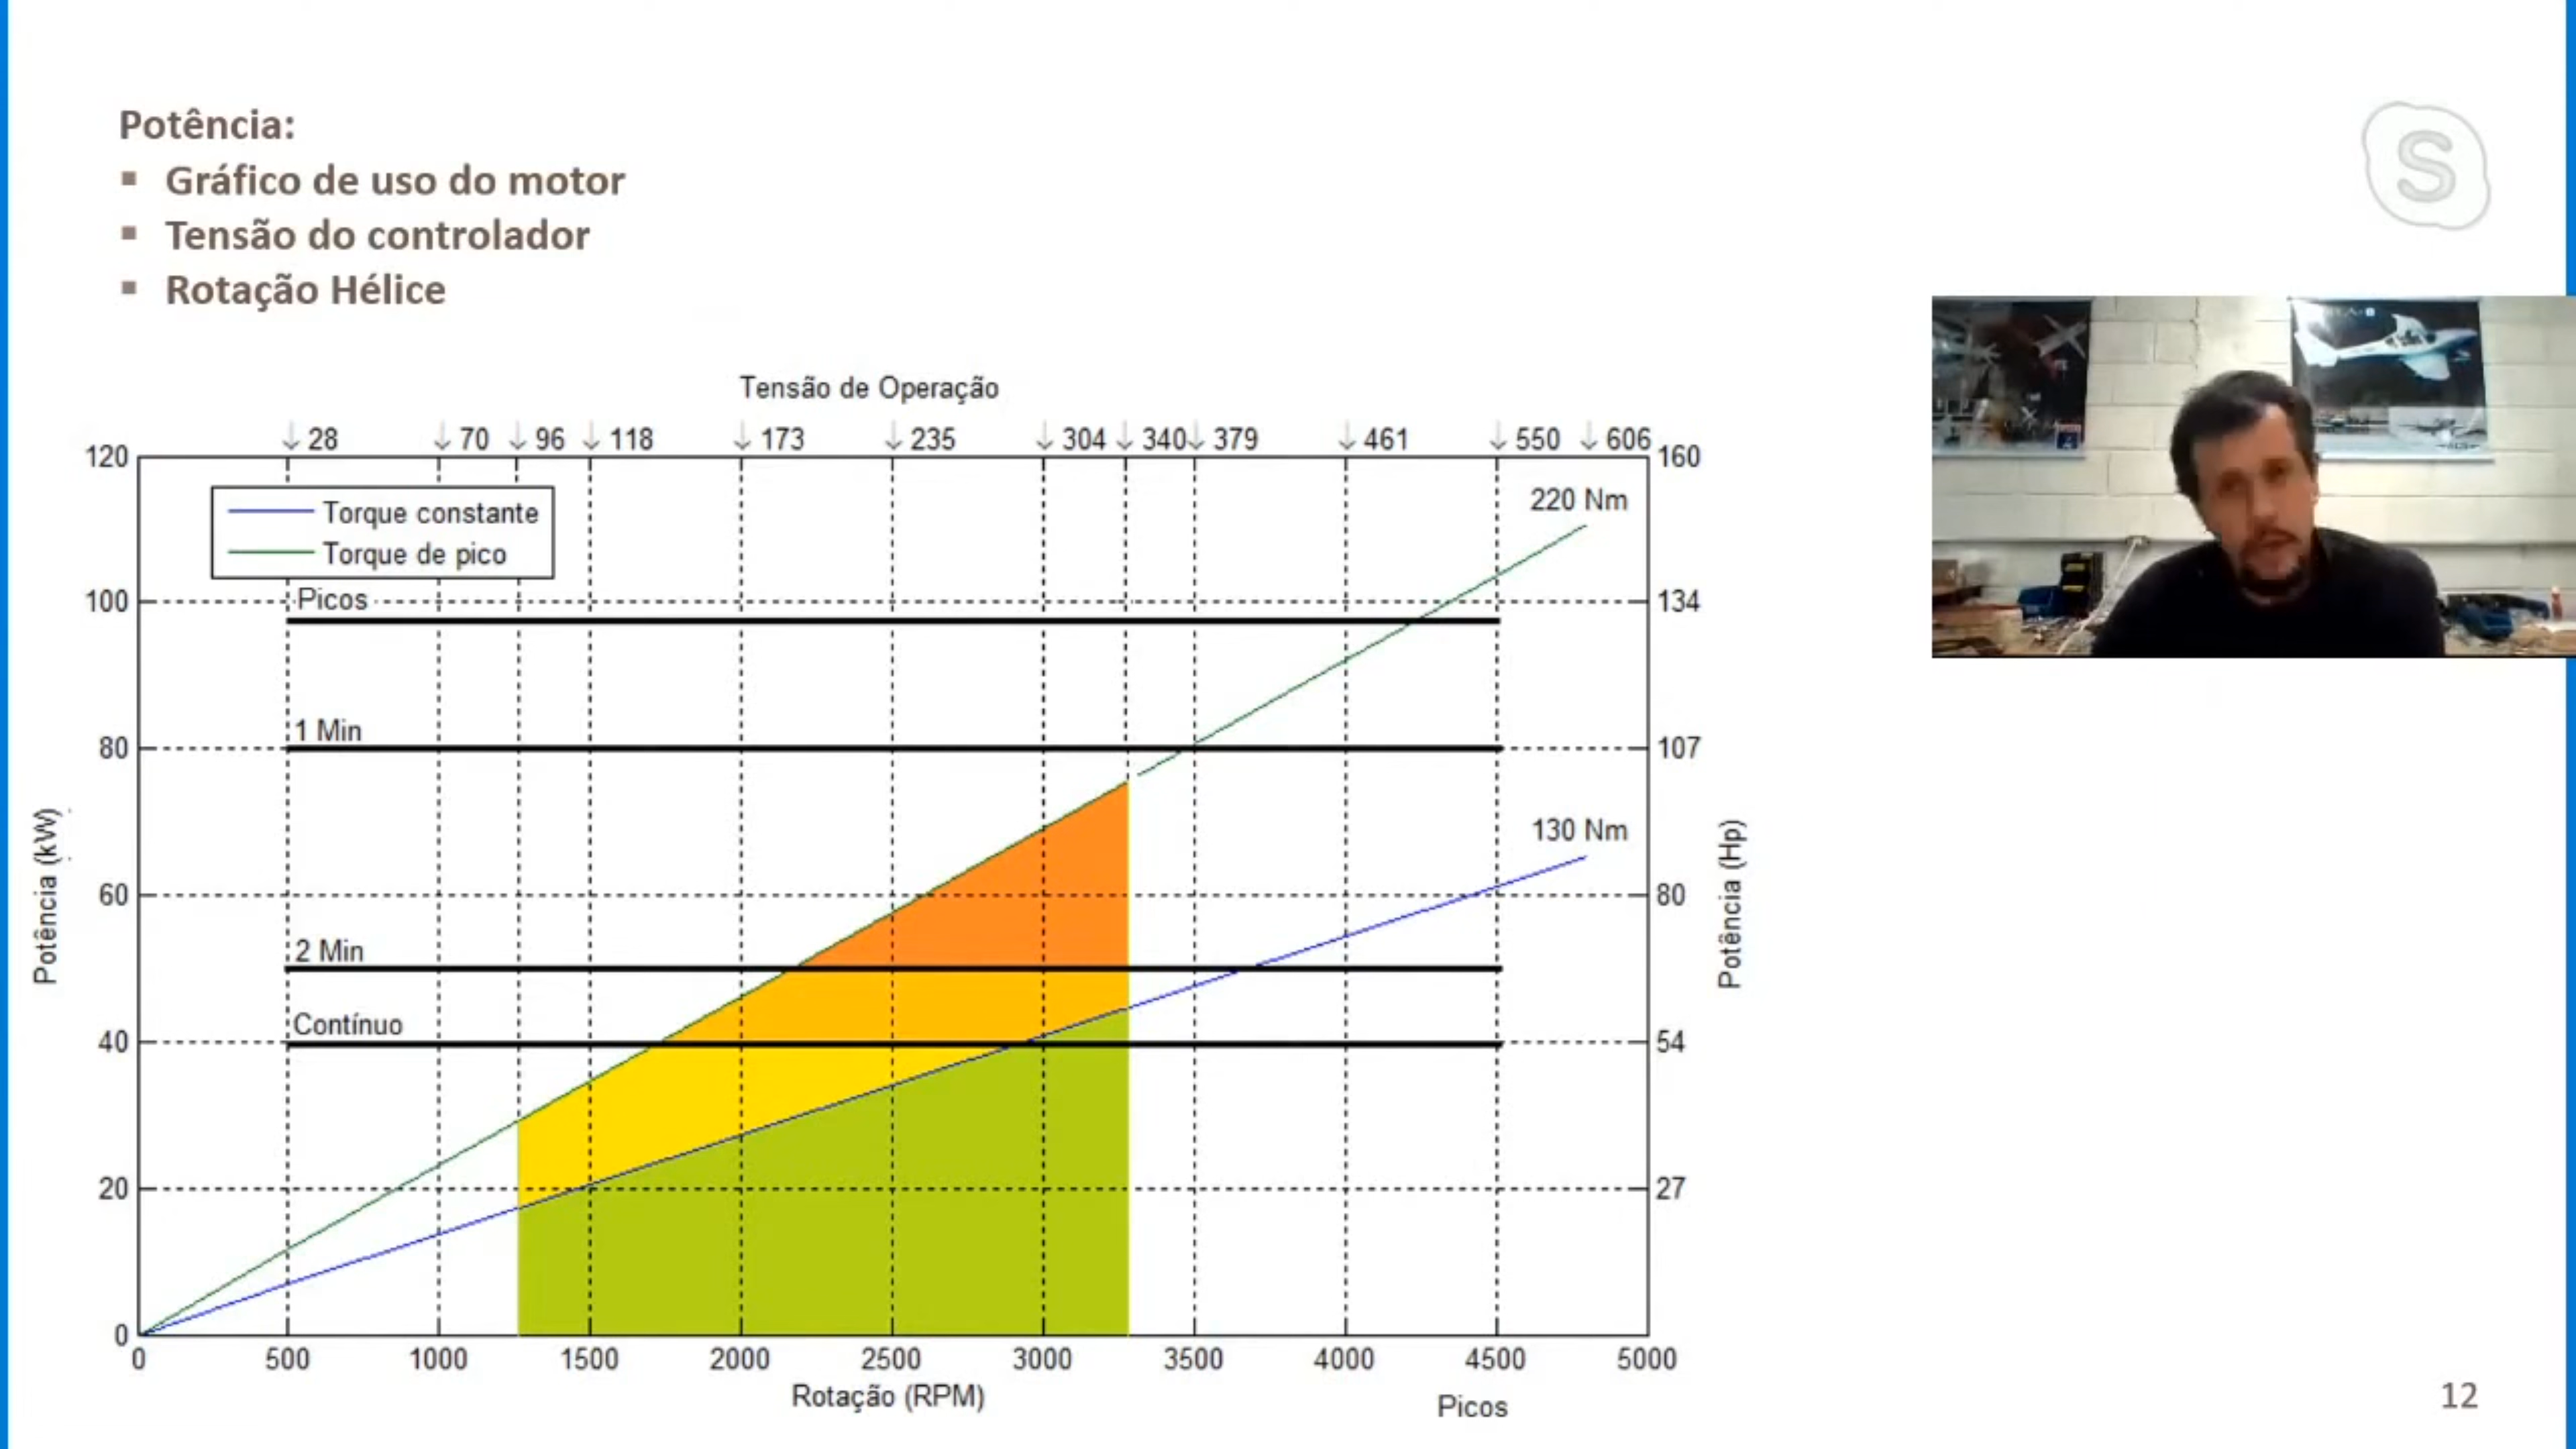 Potência:
▪ Gráfico de uso do motor
▪ Tensão do controlador
▪ Rotação Hélice
S
Tensão de Operação
↓ 28 ↓ 70 ↓ 96 ↓ 118 ↓ 173 ↓ 235 ↓ 304 ↓ 340 ↓ 379 ↓ 461 ↓ 550 ↓ 606
120 160
220 Nm
Torque constante
Torque de pico
Picos
100 134
1 Min
80 107
130 Nm
60 80
2 Min
Contínuo
40 54
20 27
0
Potência (kW)
Potência (Hp)
0 500 1000 1500 2000 2500 3000 3500 4000 4500 5000
Rotação (RPM)
Picos
12